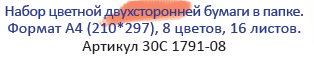 Набор цветной двухсторонней бумаги в папке.
Формат А4 (210*297), 8 цветов, 16 листов.
Артикул 30С 1791-08